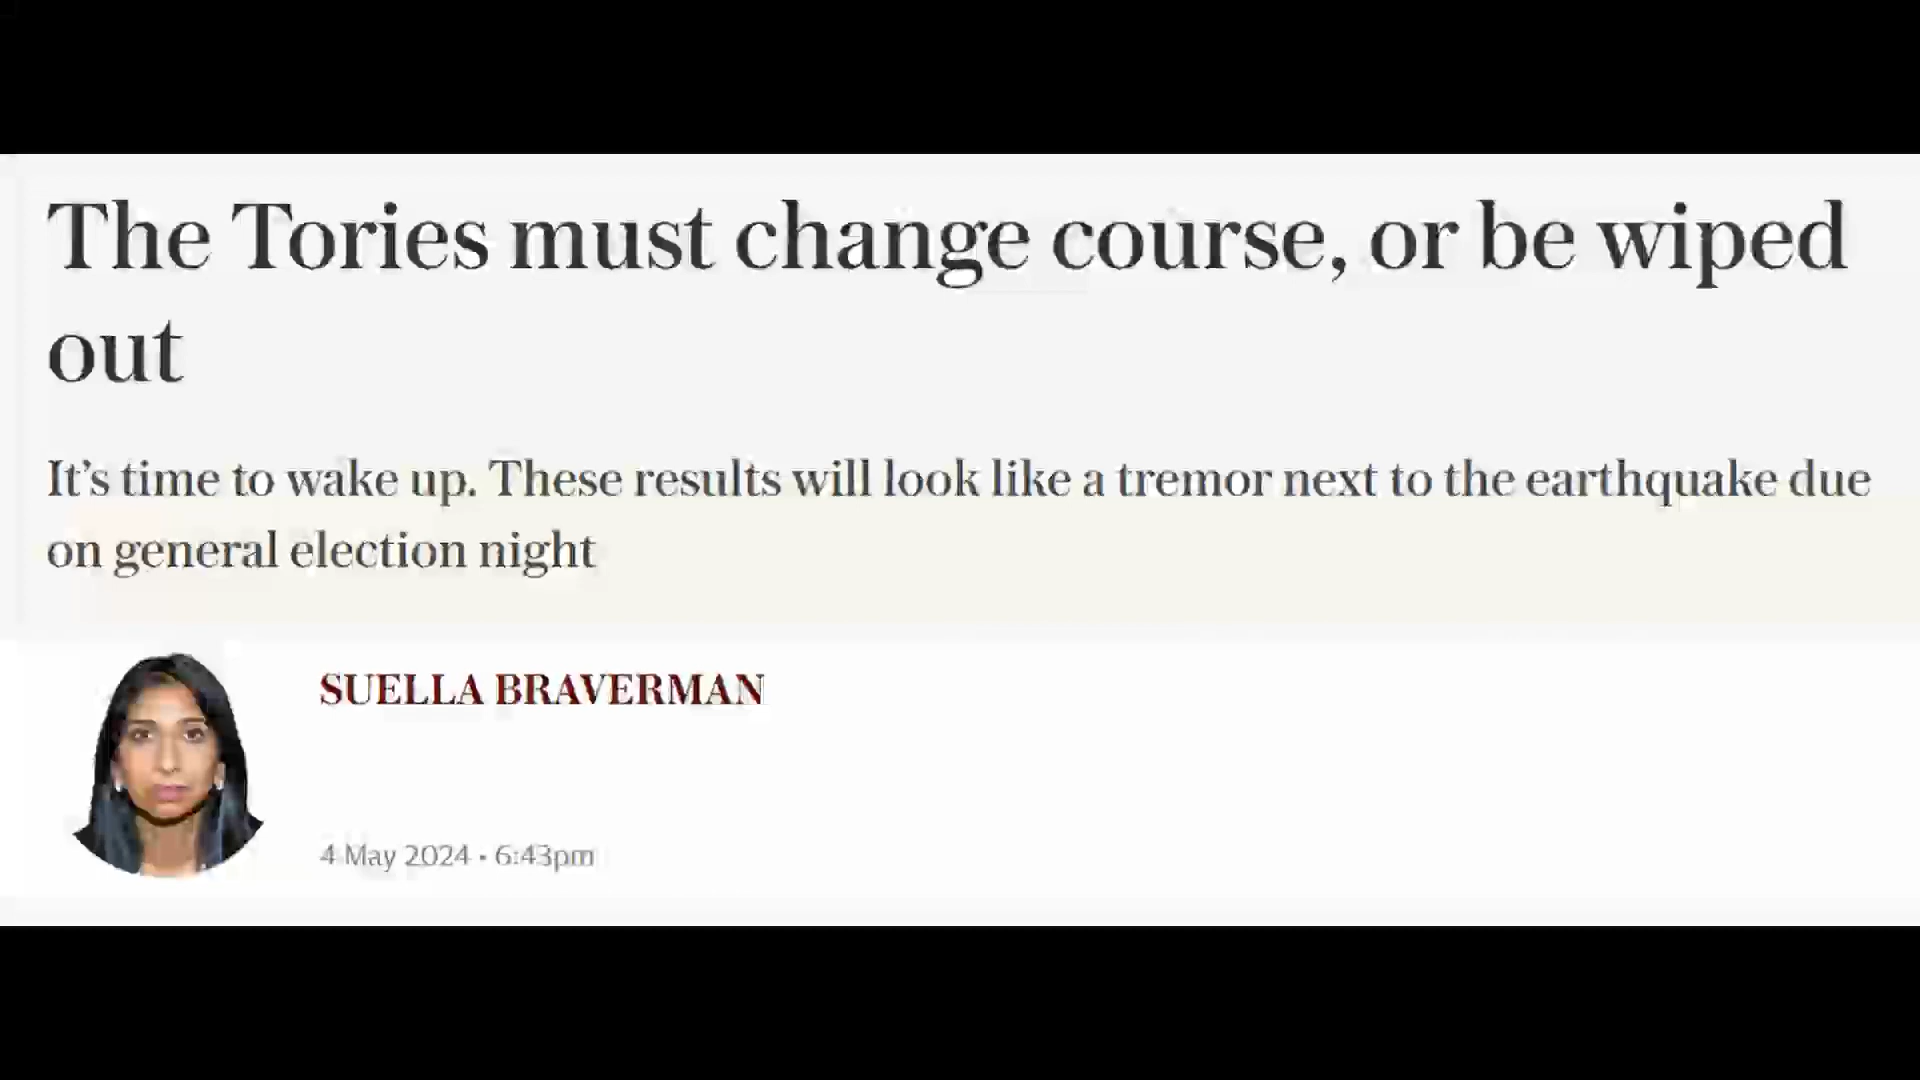 The Tories must change course, or be wiped
out
It’s time to wake up. These results will look like a tremor next to the earthquake due
on general election night
SUELLA BRAVERMAN
4 May 2024 • 6:43pm